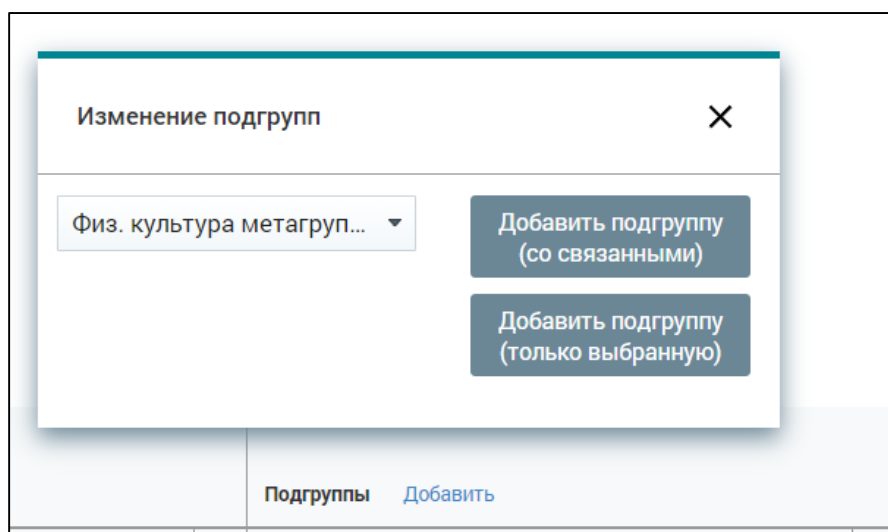 Изменение подгрупп
Физ. культура метагруп...
Добавить подгруппу
(со связанными)
Добавить подгруппу
(только выбранную)
Подгруппы Добавить